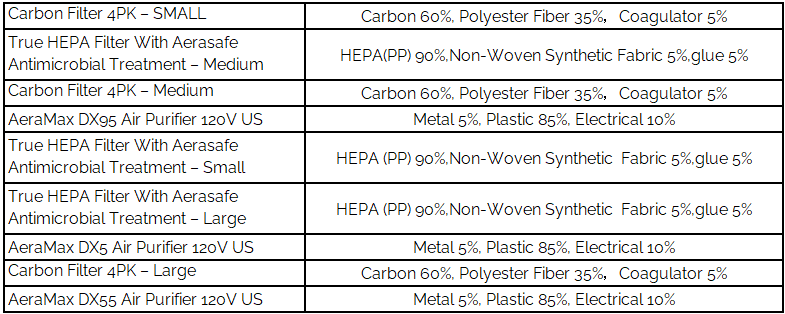 Carbon Filter 4PK – SMALL
Carbon 60%, Polyester Fiber 35%, Coagulator 5%
True HEPA Filter With Aerasafe
Antimicrobial Treatment – Medium
HEPA(PP) 90%,Non-Woven Synthetic Fabric 5%,glue 5%
Carbon Filter 4PK – Medium
Carbon 60%, Polyester Fiber 35%, Coagulator 5%
AeraMax DX95 Air Purifier 120V US
Metal 5%, Plastic 85%, Electrical 10%
True HEPA Filter With Aerasafe
Antimicrobial Treatment – Small
HEPA (PP) 90%,Non-Woven Synthetic Fabric 5%,glue 5%
True HEPA Filter With Aerasafe
Antimicrobial Treatment – Large
HEPA (PP) 90%,Non-Woven Synthetic Fabric 5%,glue 5%
AeraMax DX5 Air Purifier 120V US
Metal 5%, Plastic 85%, Electrical 10%
Carbon Filter 4PK – Large
Carbon 60%, Polyester Fiber 35%, Coagulator 5%
AeraMax DX55 Air Purifier 120V US
Metal 5%, Plastic 85%, Electrical 10%